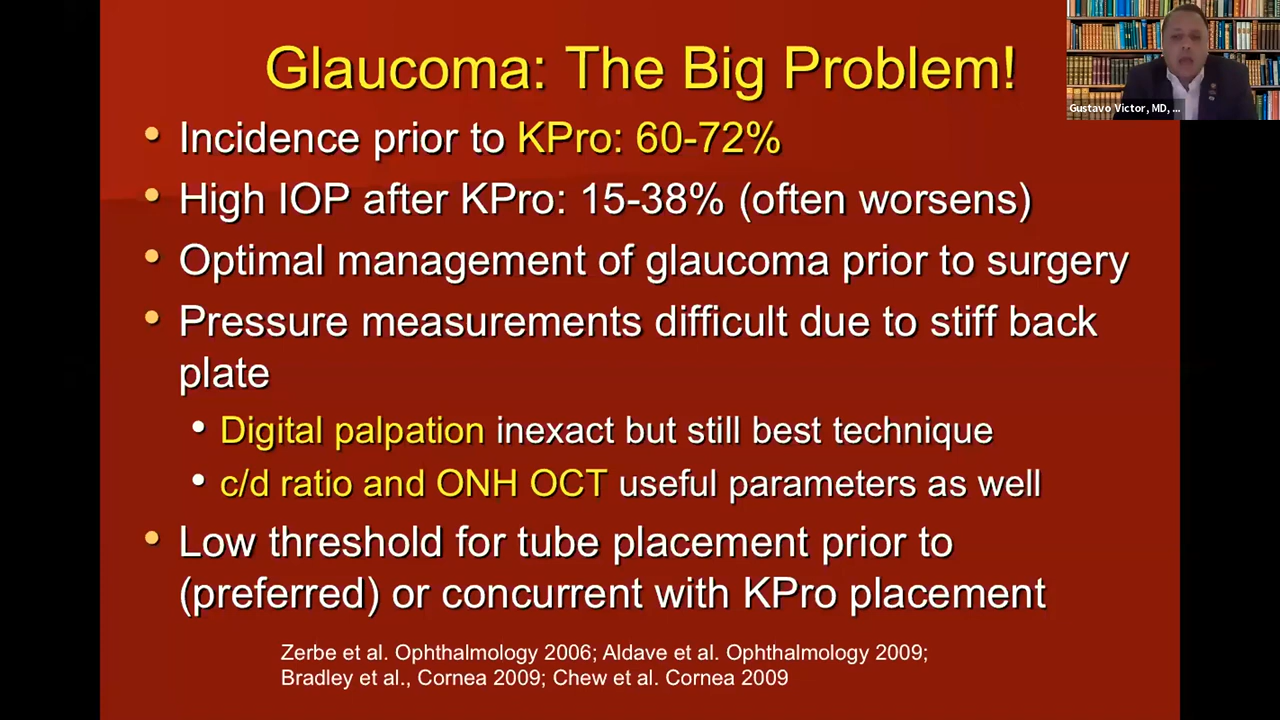 Glaucoma: The Big Problem!
Gustavo Victor, MD, ...
• Incidence prior to KPro: 60-72%
• High IOP after KPro: 15-38% (often worsens)
• Optimal management of glaucoma prior to surgery
• Pressure measurements difficult due to stiff back
plate
• Digital palpation inexact but still best technique
• c/d ratio and ONH OCT useful parameters as well
• Low threshold for tube placement prior to
(preferred) or concurrent with KPro placement
Zerbe et al. Ophthalmology 2006; Aldave et al. Ophthalmology 2009;
Bradley et al., Cornea 2009; Chew et al. Cornea 2009